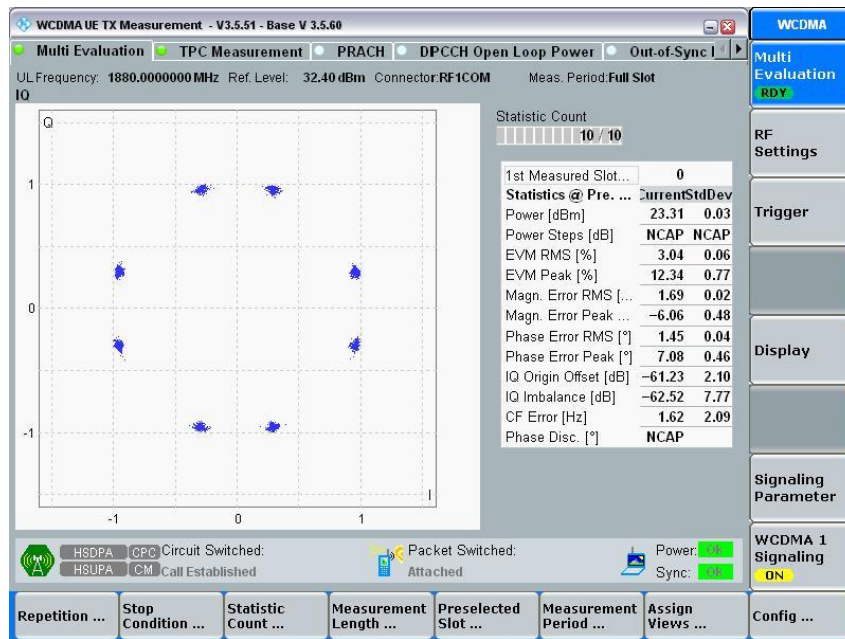 WCDMA UE TX Measurement - V3.5.51 - Base V 3.5.60
WCDMA
Multi Evaluation TPC Measurement PRACH DPCCH Open Loop Power Out-of-Sync
UL Frequency: 1880.0000000 MHz Ref. Level: 32.40 dBm Connector:RF1COM Meas. Period:Full Slot
IQ
Q
1
0
-1
I
-1 0 1
Statistic Count
10 / 10
1st Measured Slot... 0
Statistics @ Pre. ... Current StdDev
Power [dBm] 23.31 0.03
Power Steps [dB] NCAP NCAP
EVM RMS [%] 3.04 0.06
EVM Peak [%] 12.34 0.77
Magn. Error RMS [... 1.69 0.02
Magn. Error Peak ... -6.06 0.48
Phase Error RMS [°] 1.45 0.04
Phase Error Peak [°] 7.08 0.46
IQ Origin Offset [dB] -61.23 2.10
IQ Imbalance [dB] -62.52 7.77
CF Error [Hz] 1.62 2.09
Phase Disc. [°] NCAP
Multi
Evaluation
RDY
RF
Settings
Trigger
Display
Signaling
Parameter
WCDMA 1
Signaling
ON
HSDPA CPC Circuit Switched: Packet Switched: Power: OK
HSUPA CM Call Established Attached Sync: OK
Repetition ...
Stop
Condition ...
Statistic
Count ...
Measurement
Length ...
Preselected
Slot ...
Measurement
Period ...
Assign
Views ...
Config ...